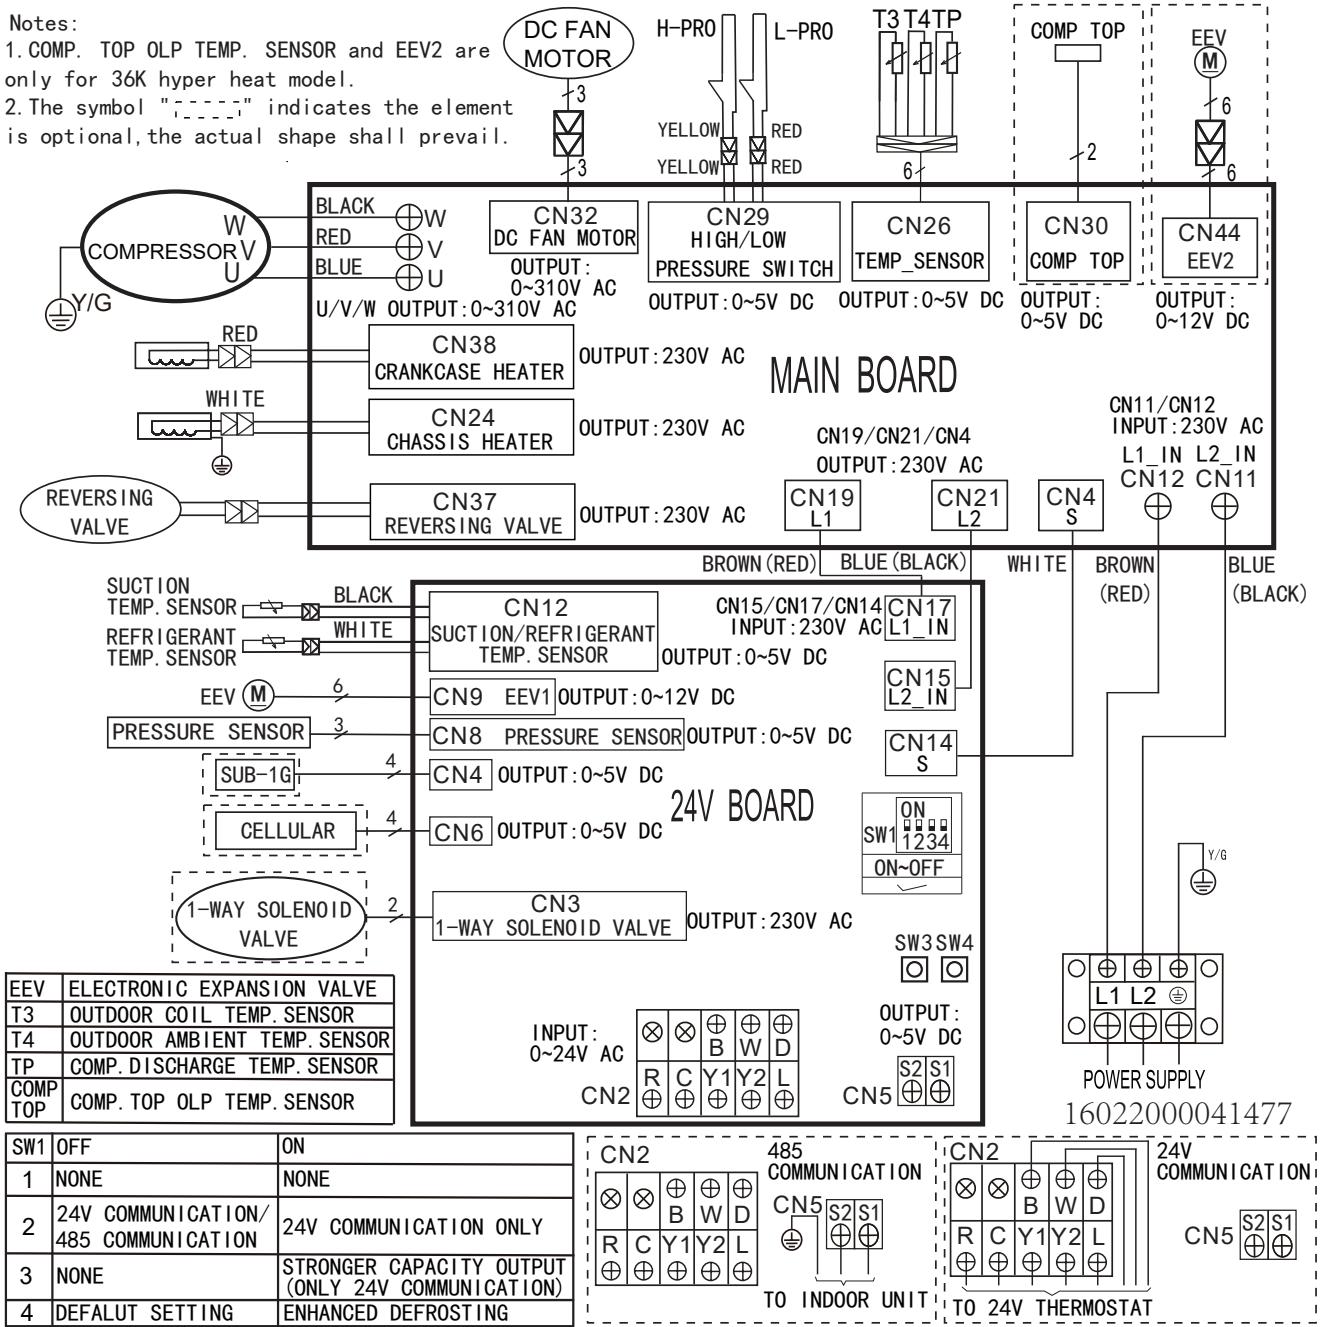 Notes:
1.COMP. TOP OLP TEMP. SENSOR and EEV2 are
only for 36K hyper heat model.
2.The symbol "      " indicates the element
is optional,the actual shape shall prevail.
DC FAN
MOTOR
3
3
H-PRO
L-PRO
YELLOW
RED
YELLOW
RED
T3 T4 TP
6
COMP TOP
2
EEV
M
6
6
COMPRESSOR
W
V
U
Y/G
BLACK
W
RED
V
BLUE
U
U/V/W OUTPUT:0~310V AC
CN32
DC FAN MOTOR
OUTPUT:
0~310V AC
CN29
HIGH/LOW
PRESSURE SWITCH
OUTPUT:0~5V DC
CN26
TEMP_SENSOR
OUTPUT:0~5V DC
CN30
COMP TOP
OUTPUT:
0~5V DC
CN44
EEV2
OUTPUT:
0~12V DC
RED
CN38
CRANKCASE HEATER
OUTPUT:230V AC
MAIN BOARD
WHITE
CN24
CHASSIS HEATER
OUTPUT:230V AC
REVERSING
VALVE
CN37
REVERSING VALVE
OUTPUT:230V AC
CN19/CN21/CN4
OUTPUT:230V AC
CN19
L1
CN21
L2
CN4
S
CN11/CN12
INPUT:230V AC
L1_IN L2_IN
CN12 CN11
BROWN(RED)
BLUE(BLACK)
WHITE
BROWN
(RED)
BLUE
(BLACK)
SUCTION
TEMP.SENSOR
BLACK
REFRIGERANT
TEMP.SENSOR
WHITE
CN12
SUCTION/REFRIGERANT
TEMP.SENSOR
OUTPUT:0~5V DC
CN15/CN17/CN14
INPUT:230V AC
CN17
L1_IN
CN15
L2_IN
CN14
S
EEV
M
6
CN9 EEV1
OUTPUT:0~12V DC
PRESSURE SENSOR
3
CN8 PRESSURE SENSOR
OUTPUT:0~5V DC
SUB-1G
4
CN4
OUTPUT:0~5V DC
CELLULAR
4
CN6
OUTPUT:0~5V DC
24V BOARD
SW1
ON
1234
ON~OFF
1-WAY SOLENOID
VALVE
2
CN3
1-WAY SOLENOID VALVE
OUTPUT:230V AC
SW3 SW4
OUTPUT:
0~5V DC
CN5
S2 S1
INPUT:
0~24V AC
CN2
B W D
R C Y1 Y2 L
Y/G
L1 L2
POWER SUPPLY
16022000041477
EEV ELECTRONIC EXPANSION VALVE
T3 OUTDOOR COIL TEMP.SENSOR
T4 OUTDOOR AMBIENT TEMP.SENSOR
TP COMP.DISCHARGE TEMP.SENSOR
COMP
TOP COMP.TOP OLP TEMP.SENSOR
SW1 OFF ON
1 NONE NONE
2 24V COMMUNICATION/
485 COMMUNICATION 24V COMMUNICATION ONLY
3 NONE STRONGER CAPACITY OUTPUT
(ONLY 24V COMMUNICATION)
4 DEFALUT SETTING ENHANCED DEFROSTING
CN2
B W D
R C Y1 Y2 L
485
COMMUNICATION
CN5
S2 S1
TO INDOOR UNIT
CN2
B W D
R C Y1 Y2 L
TO 24V THERMOSTAT
24V
COMMUNICATION
CN5
S2 S1